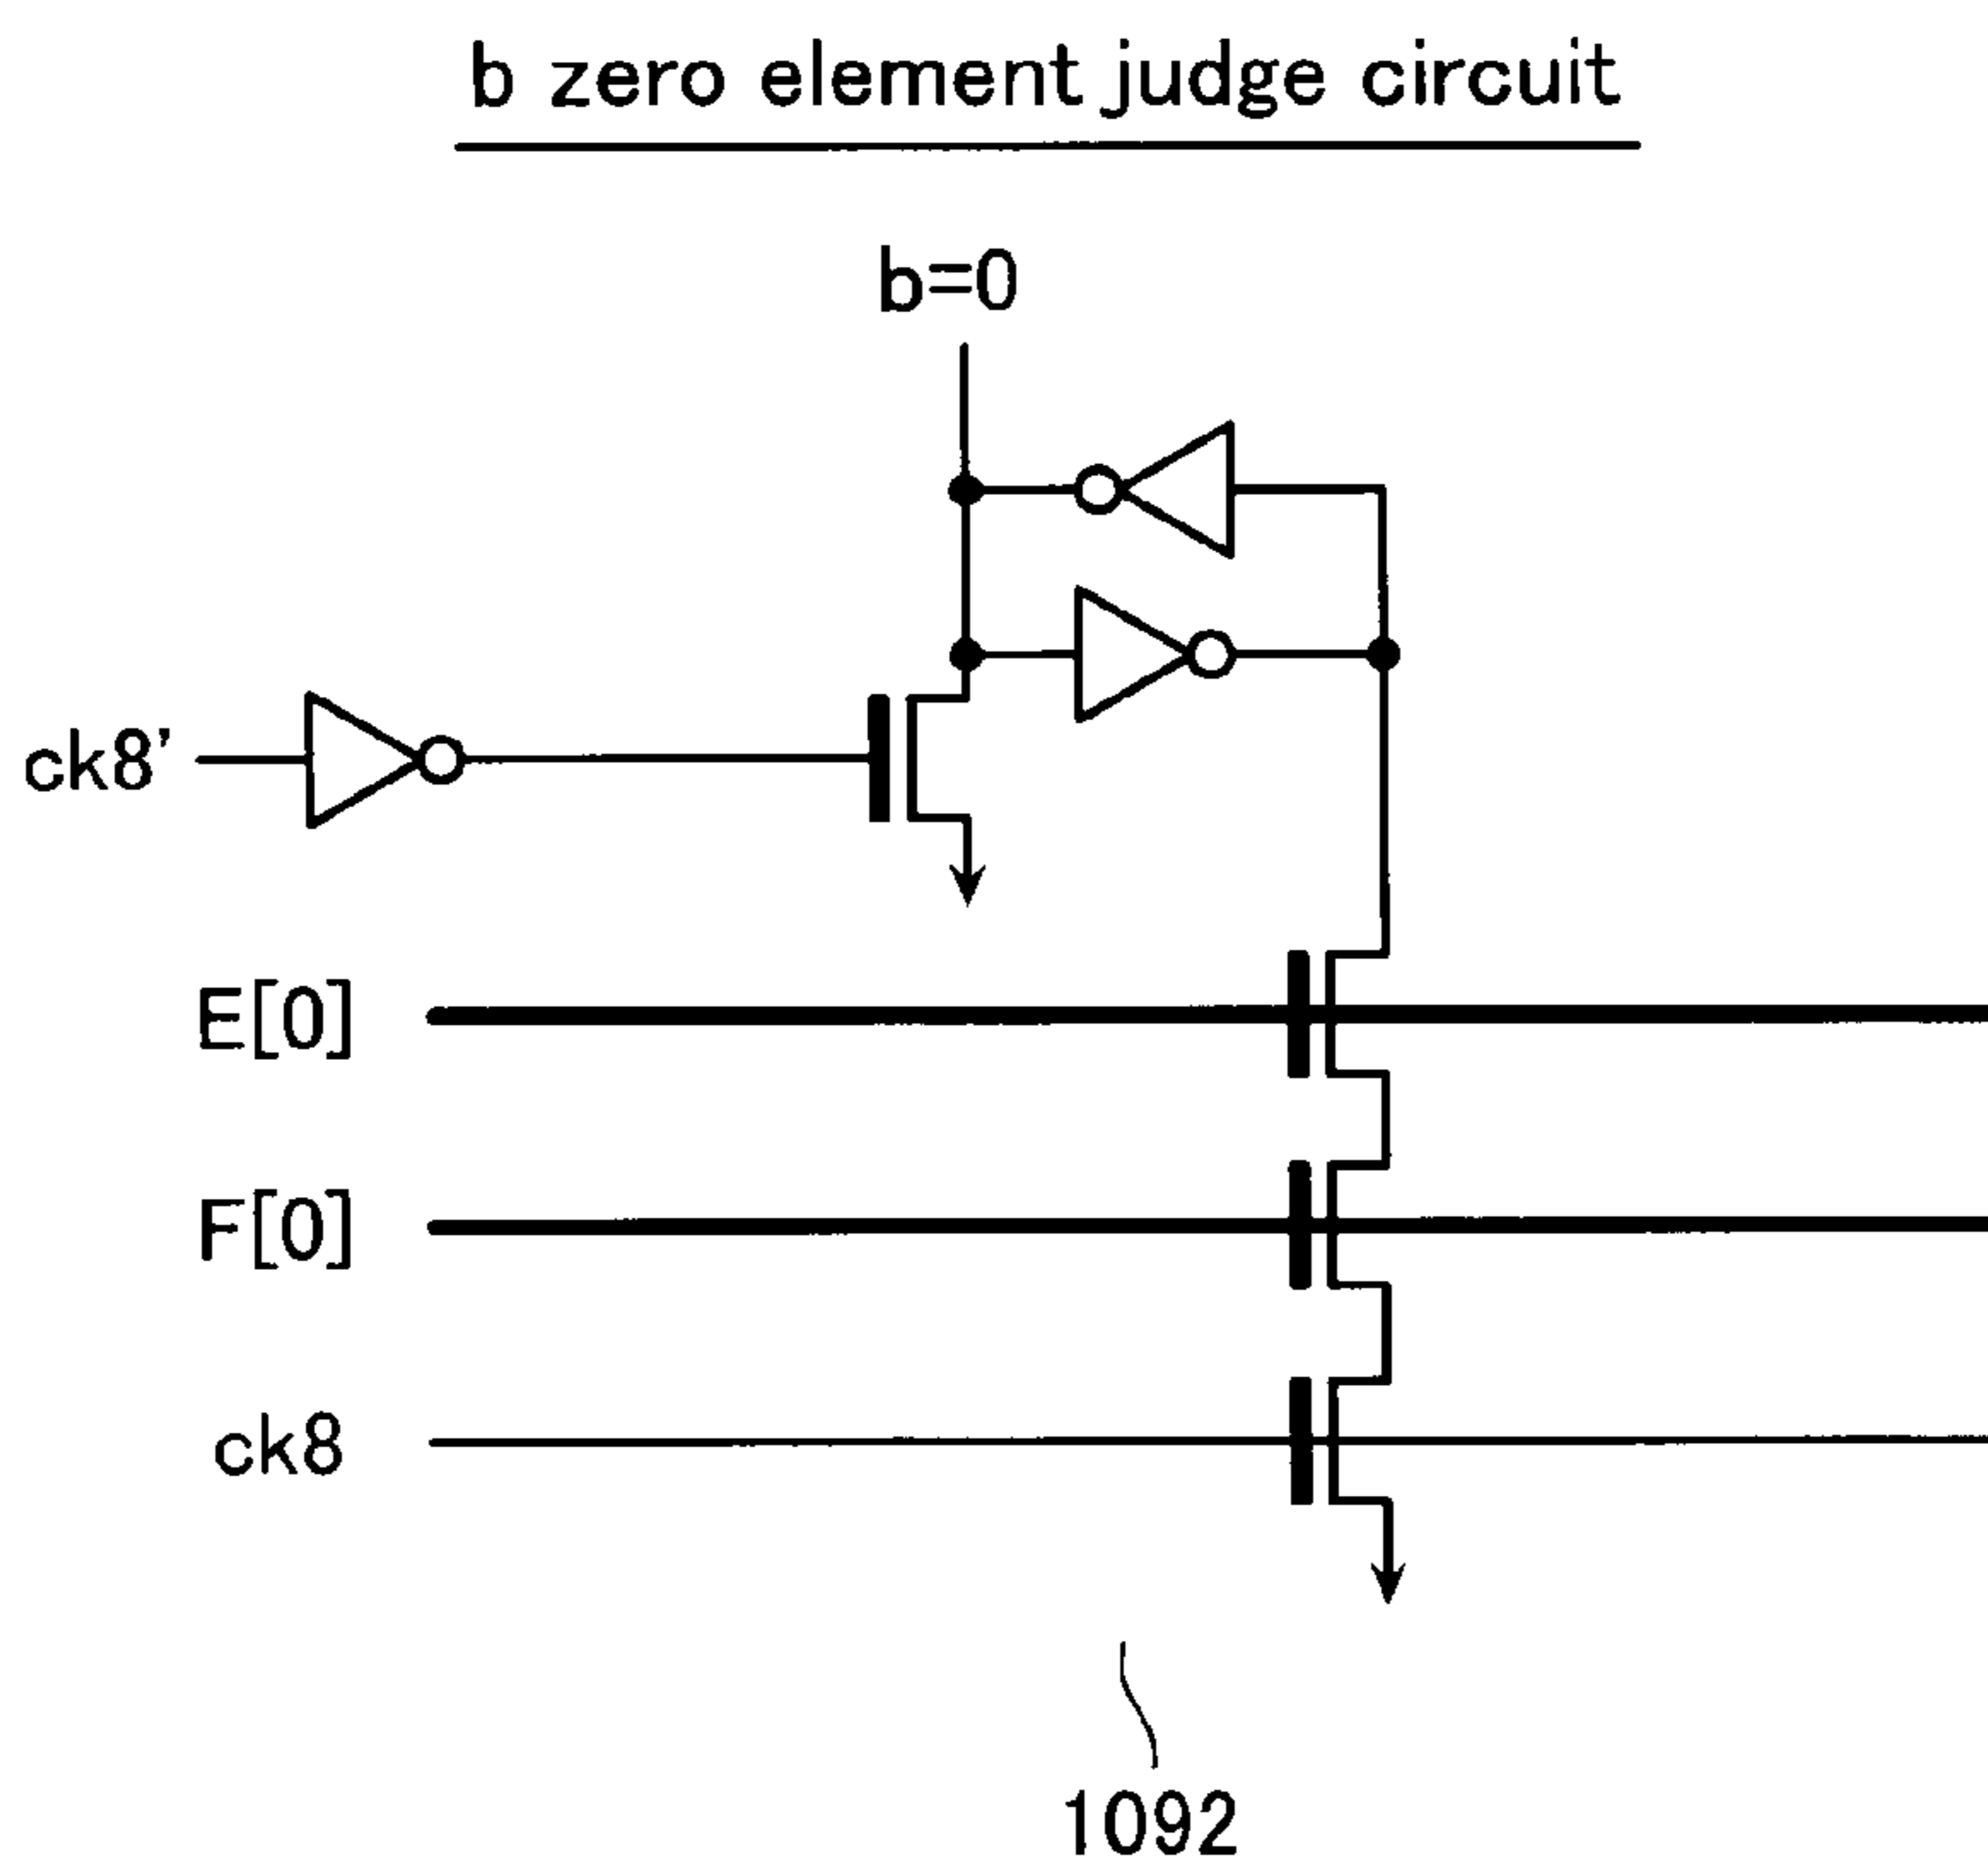 b zero element judge circuit
b=0
ck8'
E[0]
F[0]
ck8
1092